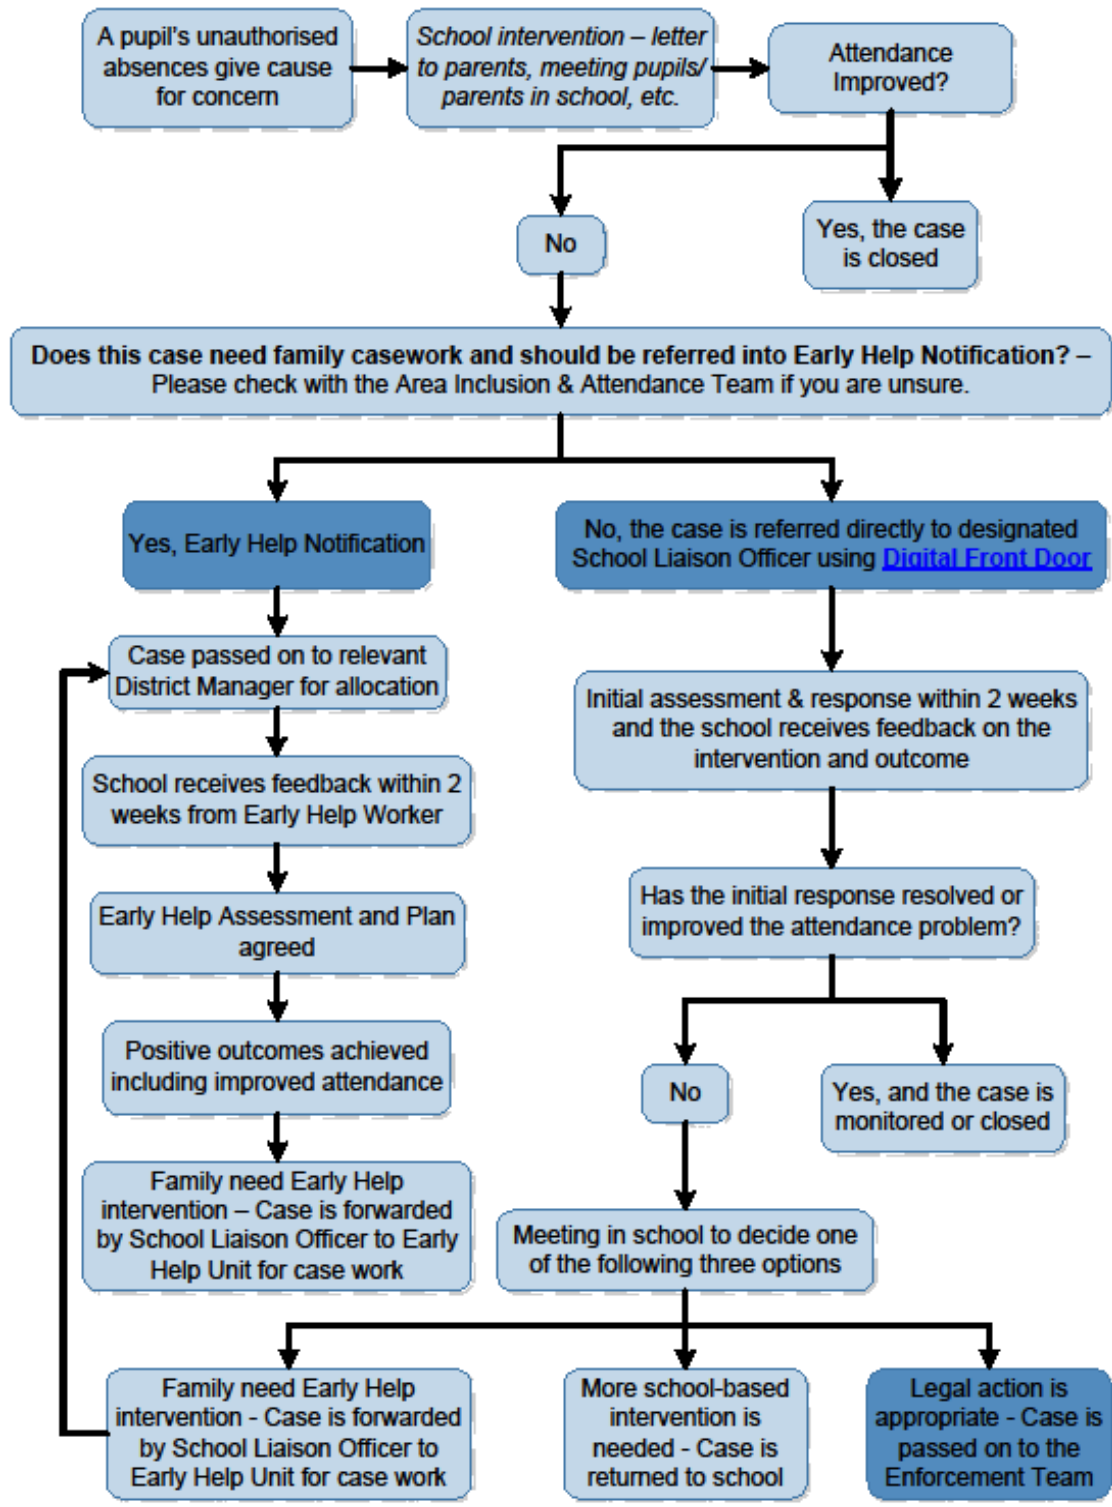 A pupil's unauthorised
absences give cause
for concern
School intervention – letter
to parents, meeting pupils/
parents in school, etc.
Attendance
Improved?
No
Yes, the case
is closed
Does this case need family casework and should be referred into Early Help Notification? –
Please check with the Area Inclusion & Attendance Team if you are unsure.
Yes, Early Help Notification
No, the case is referred directly to designated
School Liaison Officer using Digital Front Door
Case passed on to relevant
District Manager for allocation
Initial assessment & response within 2 weeks
and the school receives feedback on the
intervention and outcome
School receives feedback within 2
weeks from Early Help Worker
Has the initial response resolved or
improved the attendance problem?
Early Help Assessment and Plan
agreed
Positive outcomes achieved
including improved attendance
No
Yes, and the case is
monitored or closed
Family need Early Help
intervention – Case is forwarded
by School Liaison Officer to Early
Help Unit for case work
Meeting in school to decide one
of the following three options
Family need Early Help
intervention - Case is forwarded
by School Liaison Officer to
Early Help Unit for case work
More school-based
intervention is
needed - Case is
returned to school
Legal action is
appropriate - Case is
passed on to the
Enforcement Team